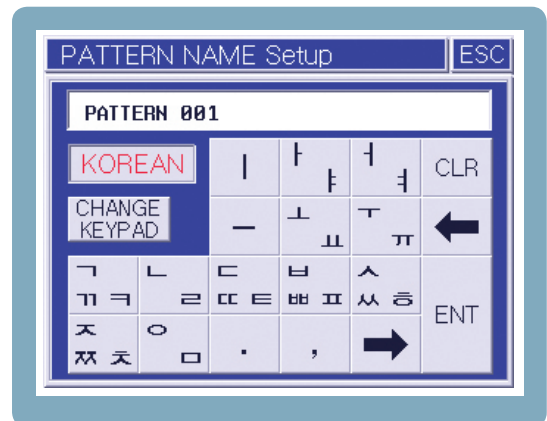 PATTERN NAME Setup ESC
PATTERN 001
KOREAN ㅣ ㅏ ㅑ ㅓ ㅕ CLR
CHANGE
KEYPAD ㅡ ㅗ ㅛ ㅜ ㅠ
ㄱ ㄴ ㄷ ㅂ ㅅ
ㄲ ㅋ ㄹ ㄸ ㅌ ㅃ ㅍ ㅆ ㅎ ENT
ㅈ ㅇ
ㅉ ㅊ ㅁ . ,